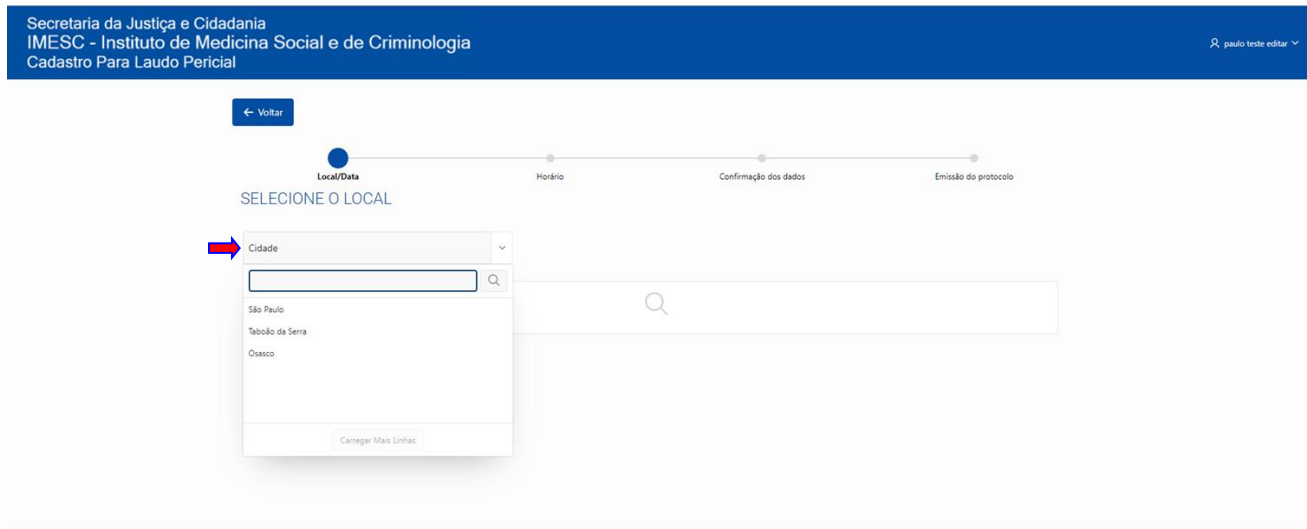 Secretaria da Justiça e Cidadania
IMESC - Instituto de Medicina Social e de Criminologia
Cadastro Para Laudo Pericial
paulo teste editar
← Voltar
Local/Data
Horário
Confirmação dos dados
Emissão do protocolo
SELECIONE O LOCAL
Cidade
São Paulo
Taboão da Serra
Osasco
Carregar Mais Linhas